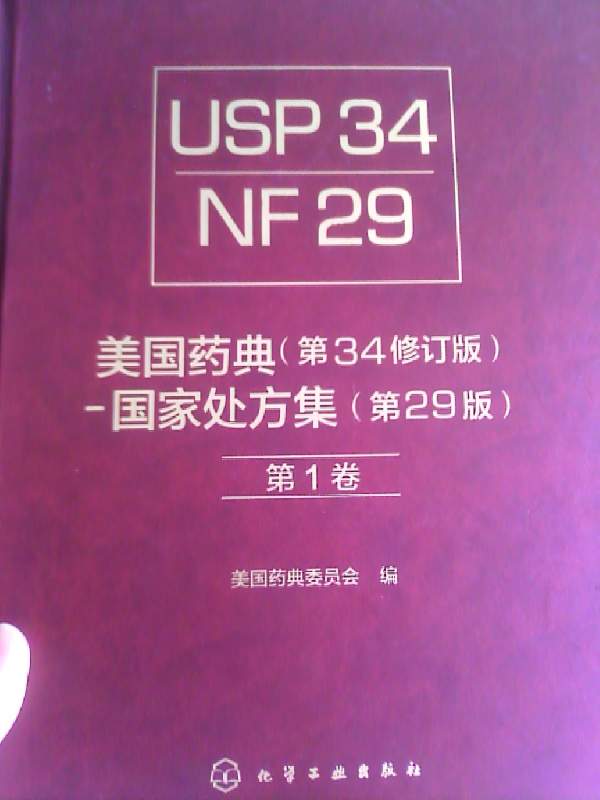 USP 34
NF 29
美国药典(第34修订版)
-国家处方集(第29版)
第1卷
美国药典委员会 编
化学工业出版社